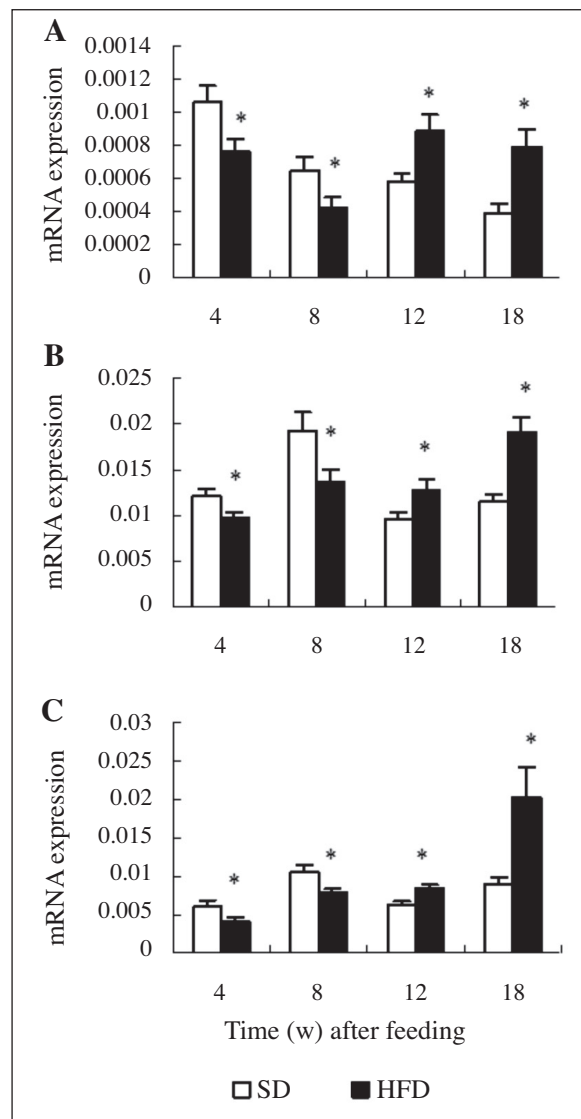 A
mRNA expression
0.0014
0.0012
0.001
0.0008
0.0006
0.0004
0.0002
0
* * * *
4 8 12 18
B
mRNA expression
0.025
0.02
0.015
0.01
0.005
0
* * * *
4 8 12 18
C
mRNA expression
0.03
0.025
0.02
0.015
0.01
0.005
0
* * * *
4 8 12 18
Time (w) after feeding
SD HFD